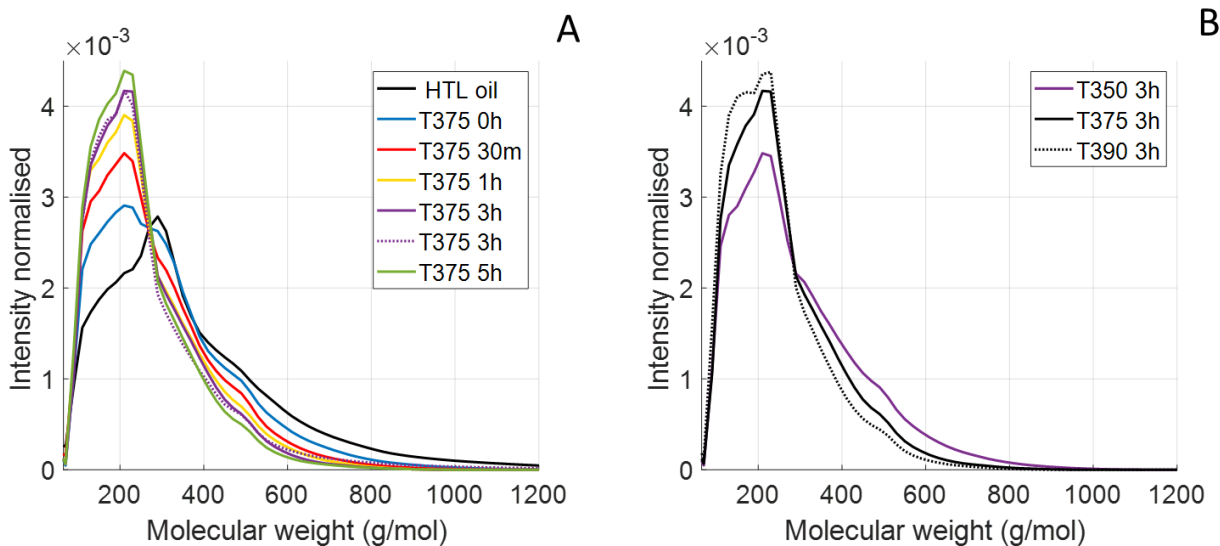 A
×10⁻³
Intensity normalised
4
3
2
1
0
200
400
600
800
1000
1200
Molecular weight (g/mol)
HTL oil
T375 0h
T375 30m
T375 1h
T375 3h
T375 3h
T375 5h
B
×10⁻³
Intensity normalised
4
3
2
1
0
200
400
600
800
1000
1200
Molecular weight (g/mol)
T350 3h
T375 3h
T390 3h